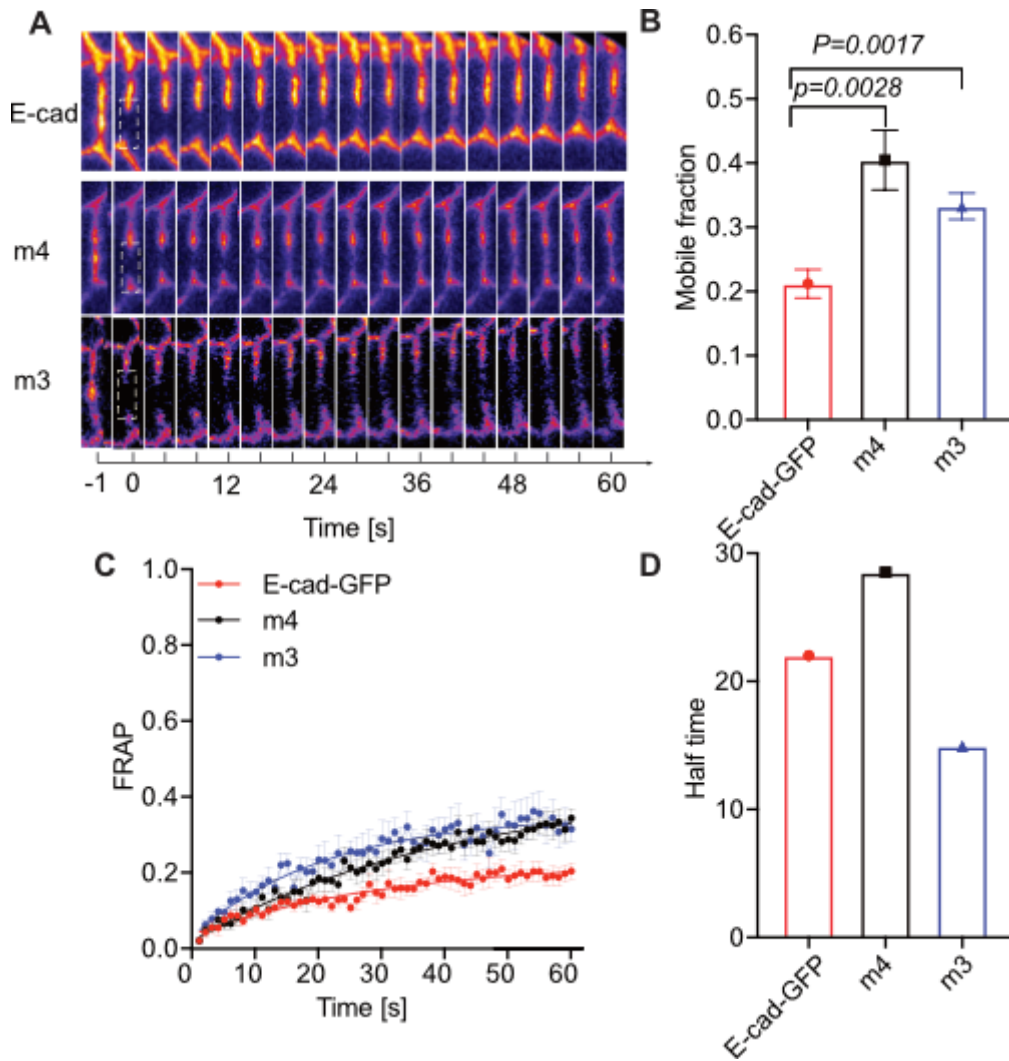 A
E-cad
m4
m3
-1 0 12 24 36 48 60
Time [s]
B
0.6
0.5
0.4
0.3
0.2
0.1
0.0
Mobile fraction
P=0.0017
p=0.0028
E-cad-GFP
m4
m3
C
1.0
0.8
0.6
0.4
0.2
0.0
FRAP
E-cad-GFP
m4
m3
0 10 20 30 40 50 60
Time [s]
D
30
20
10
0
Half time
E-cad-GFP
m4
m3